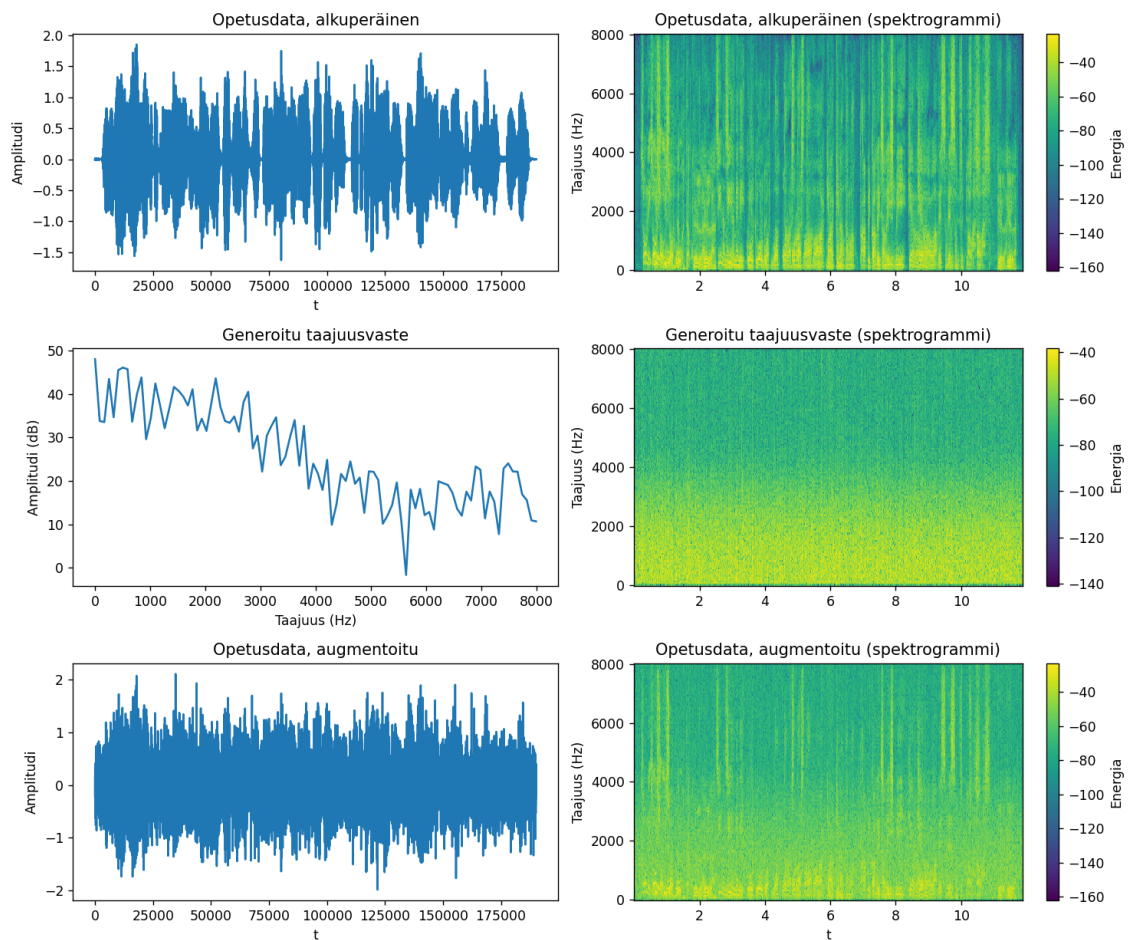 Opetusdata, alkuperäinen
2.0
1.5
1.0
0.5
0.0
−0.5
−1.0
−1.5
Amplitudi
0 25000 50000 75000 100000 125000 150000 175000
t
Opetusdata, alkuperäinen (spektrogrammi)
8000
6000
4000
2000
0
Taajuus (Hz)
2 4 6 8 10
−40
−60
−80
−100
−120
−140
−160
Energia
Generoitu taajuusvaste
50
40
30
20
10
0
Amplitudi (dB)
0 1000 2000 3000 4000 5000 6000 7000 8000
Taajuus (Hz)
Generoitu taajuusvaste (spektrogrammi)
8000
6000
4000
2000
0
Taajuus (Hz)
2 4 6 8 10
−40
−60
−80
−100
−120
−140
Energia
Opetusdata, augmentoitu
2
1
0
−1
−2
Amplitudi
0 25000 50000 75000 100000 125000 150000 175000
t
Opetusdata, augmentoitu (spektrogrammi)
8000
6000
4000
2000
0
Taajuus (Hz)
2 4 6 8 10
t
−40
−60
−80
−100
−120
−140
−160
Energia